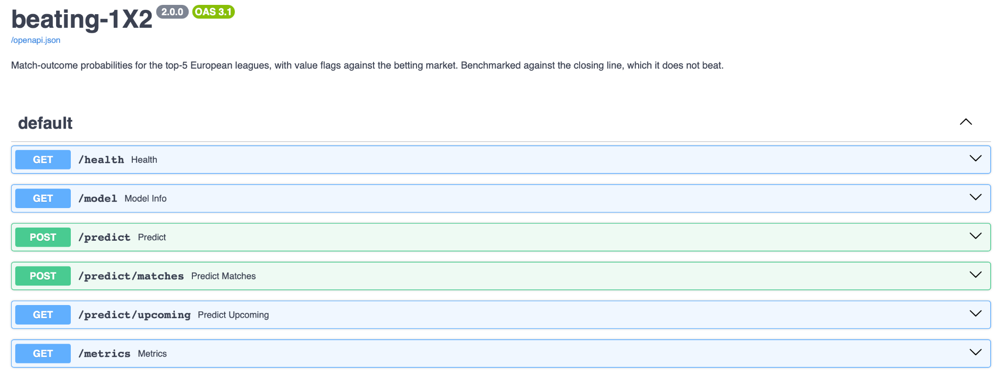 beating-1X2 2.0.0 OAS 3.1
/openapi.json
Match-outcome probabilities for the top-5 European leagues, with value flags against the betting market. Benchmarked against the closing line, which it does not beat.
default
GET /health Health
GET /model Model Info
POST /predict Predict
POST /predict/matches Predict Matches
GET /predict/upcoming Predict Upcoming
GET /metrics Metrics